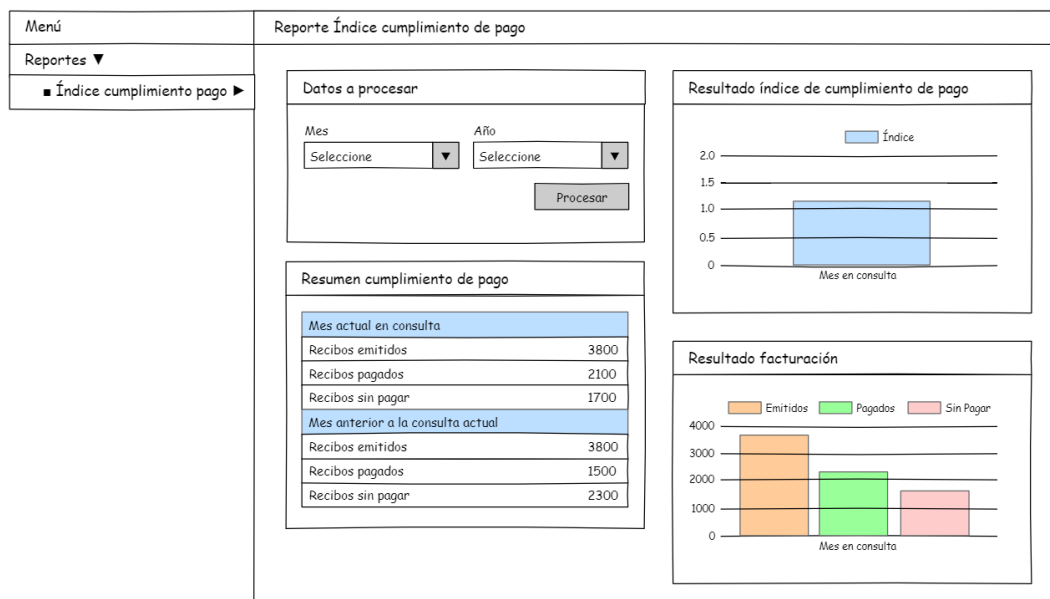 Menú
Reporte Índice cumplimiento de pago
Reportes ▼
■ Índice cumplimiento pago ►
Datos a procesar
Mes
Año
Seleccione ▼
Seleccione ▼
Procesar
Resumen cumplimiento de pago
Mes actual en consulta
Recibos emitidos 3800
Recibos pagados 2100
Recibos sin pagar 1700
Mes anterior a la consulta actual
Recibos emitidos 3800
Recibos pagados 1500
Recibos sin pagar 2300
Resultado índice de cumplimiento de pago
Índice
2.0
1.5
1.0
0.5
0
Mes en consulta
Resultado facturación
Emitidos Pagados Sin Pagar
4000
3000
2000
1000
0
Mes en consulta